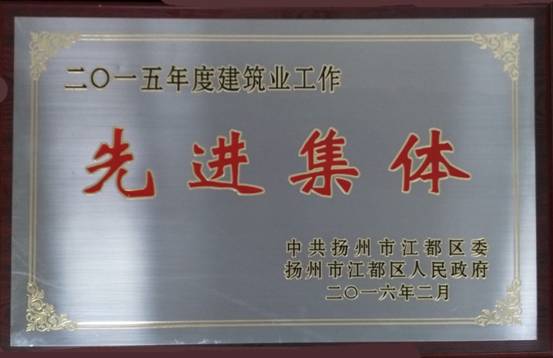 二〇一五年度建筑业工作
先进集体
中共扬州市江都区委
扬州市江都区人民政府
二〇一六年二月